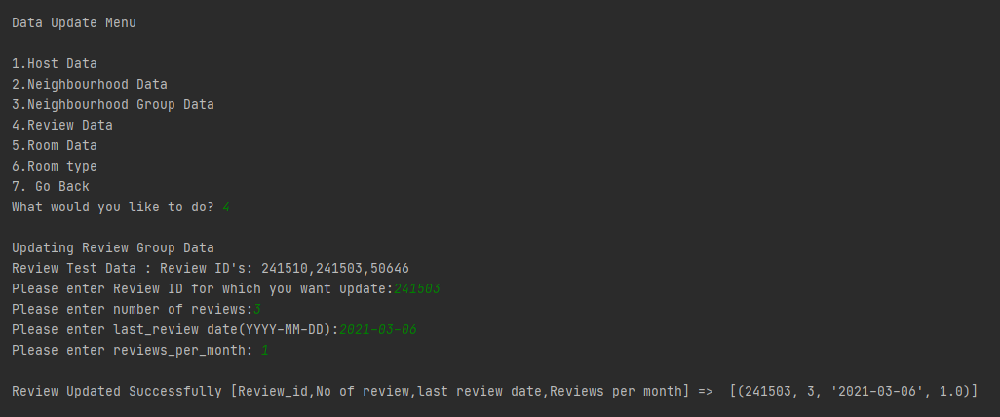 Data Update Menu
1.Host Data
2.Neighbourhood Data
3.Neighbourhood Group Data
4.Review Data
5.Room Data
6.Room type
7. Go Back
What would you like to do? 4
Updating Review Group Data
Review Test Data : Review ID's: 241510,241503,50646
Please enter Review ID for which you want update:241503
Please enter number of reviews:3
Please enter last_review date(YYYY-MM-DD):2021-03-06
Please enter reviews_per_month: 1
Review Updated Successfully [Review_id,No of review,last review date,Reviews per month] =>  [(241503, 3, '2021-03-06', 1.0)]